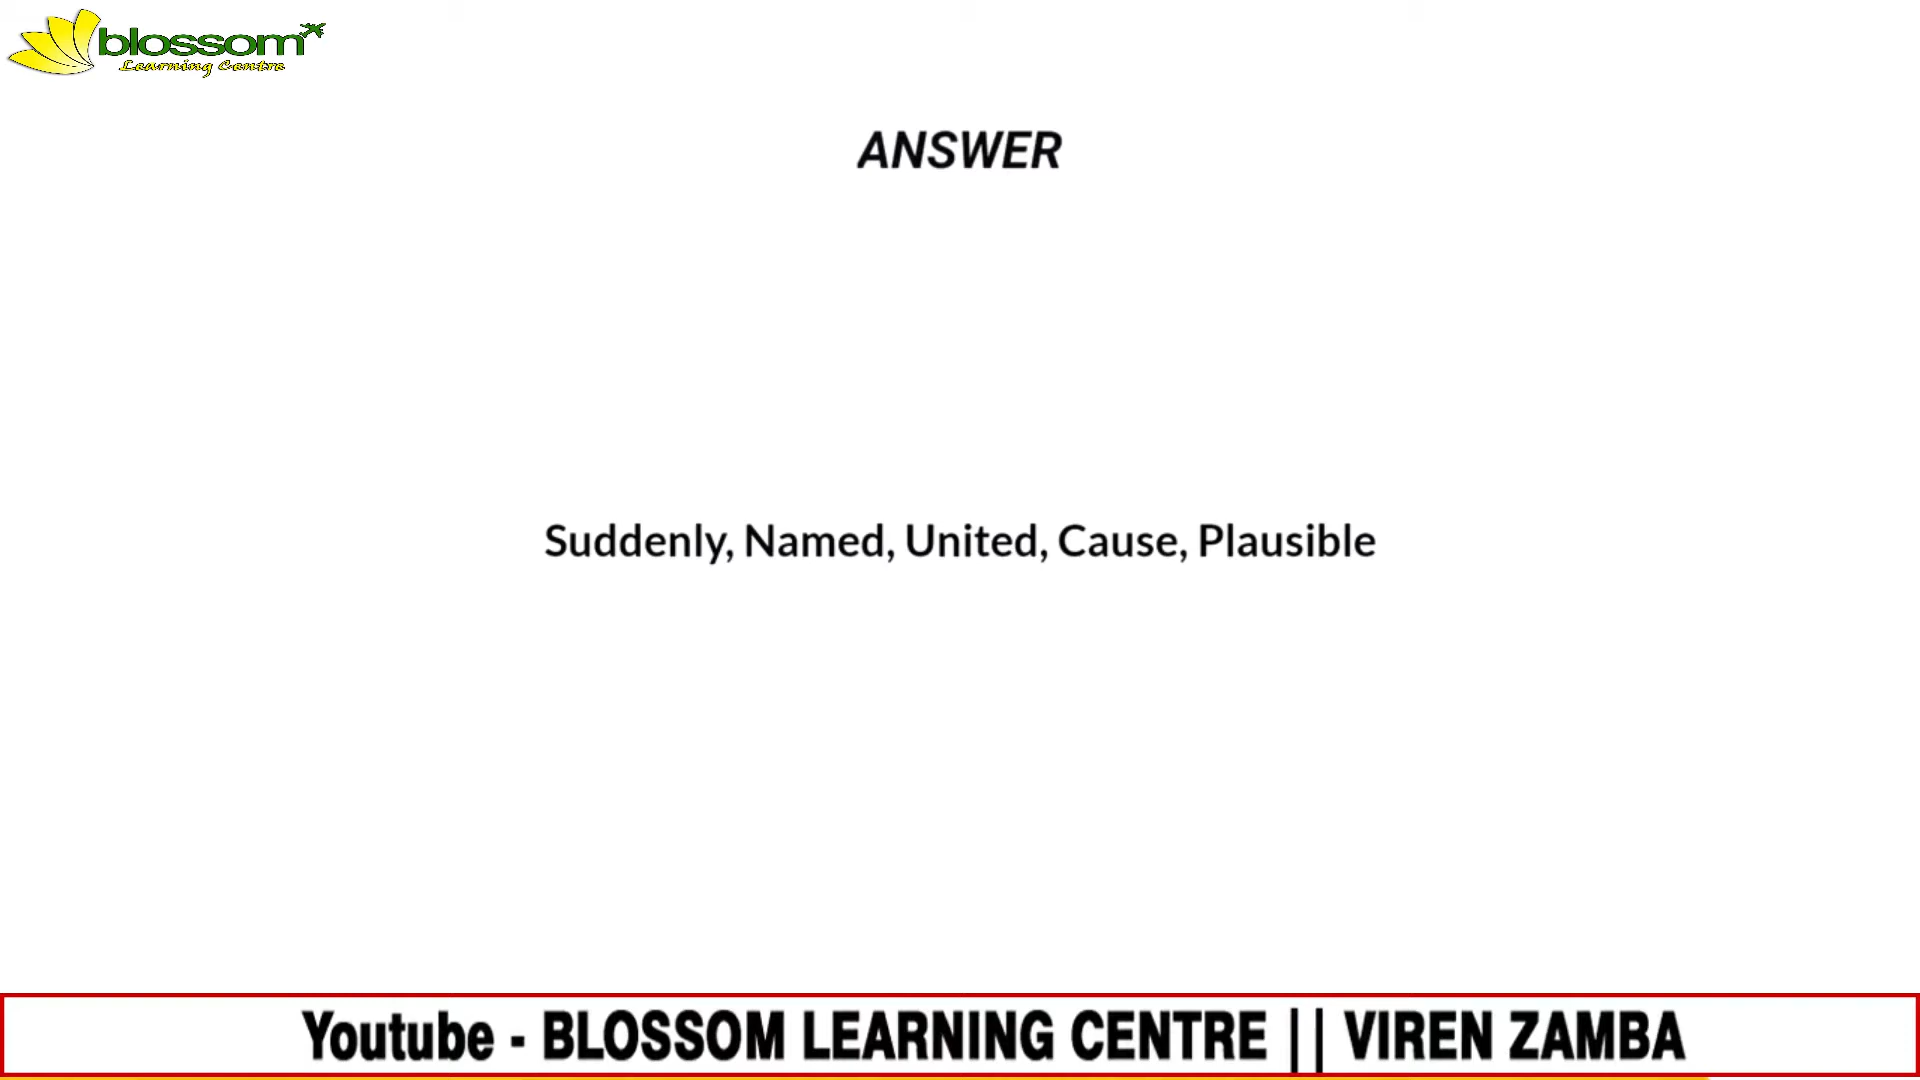 blossom
Learning Centre
ANSWER
Suddenly, Named, United, Cause, Plausible
Youtube - BLOSSOM LEARNING CENTRE || VIREN ZAMBA